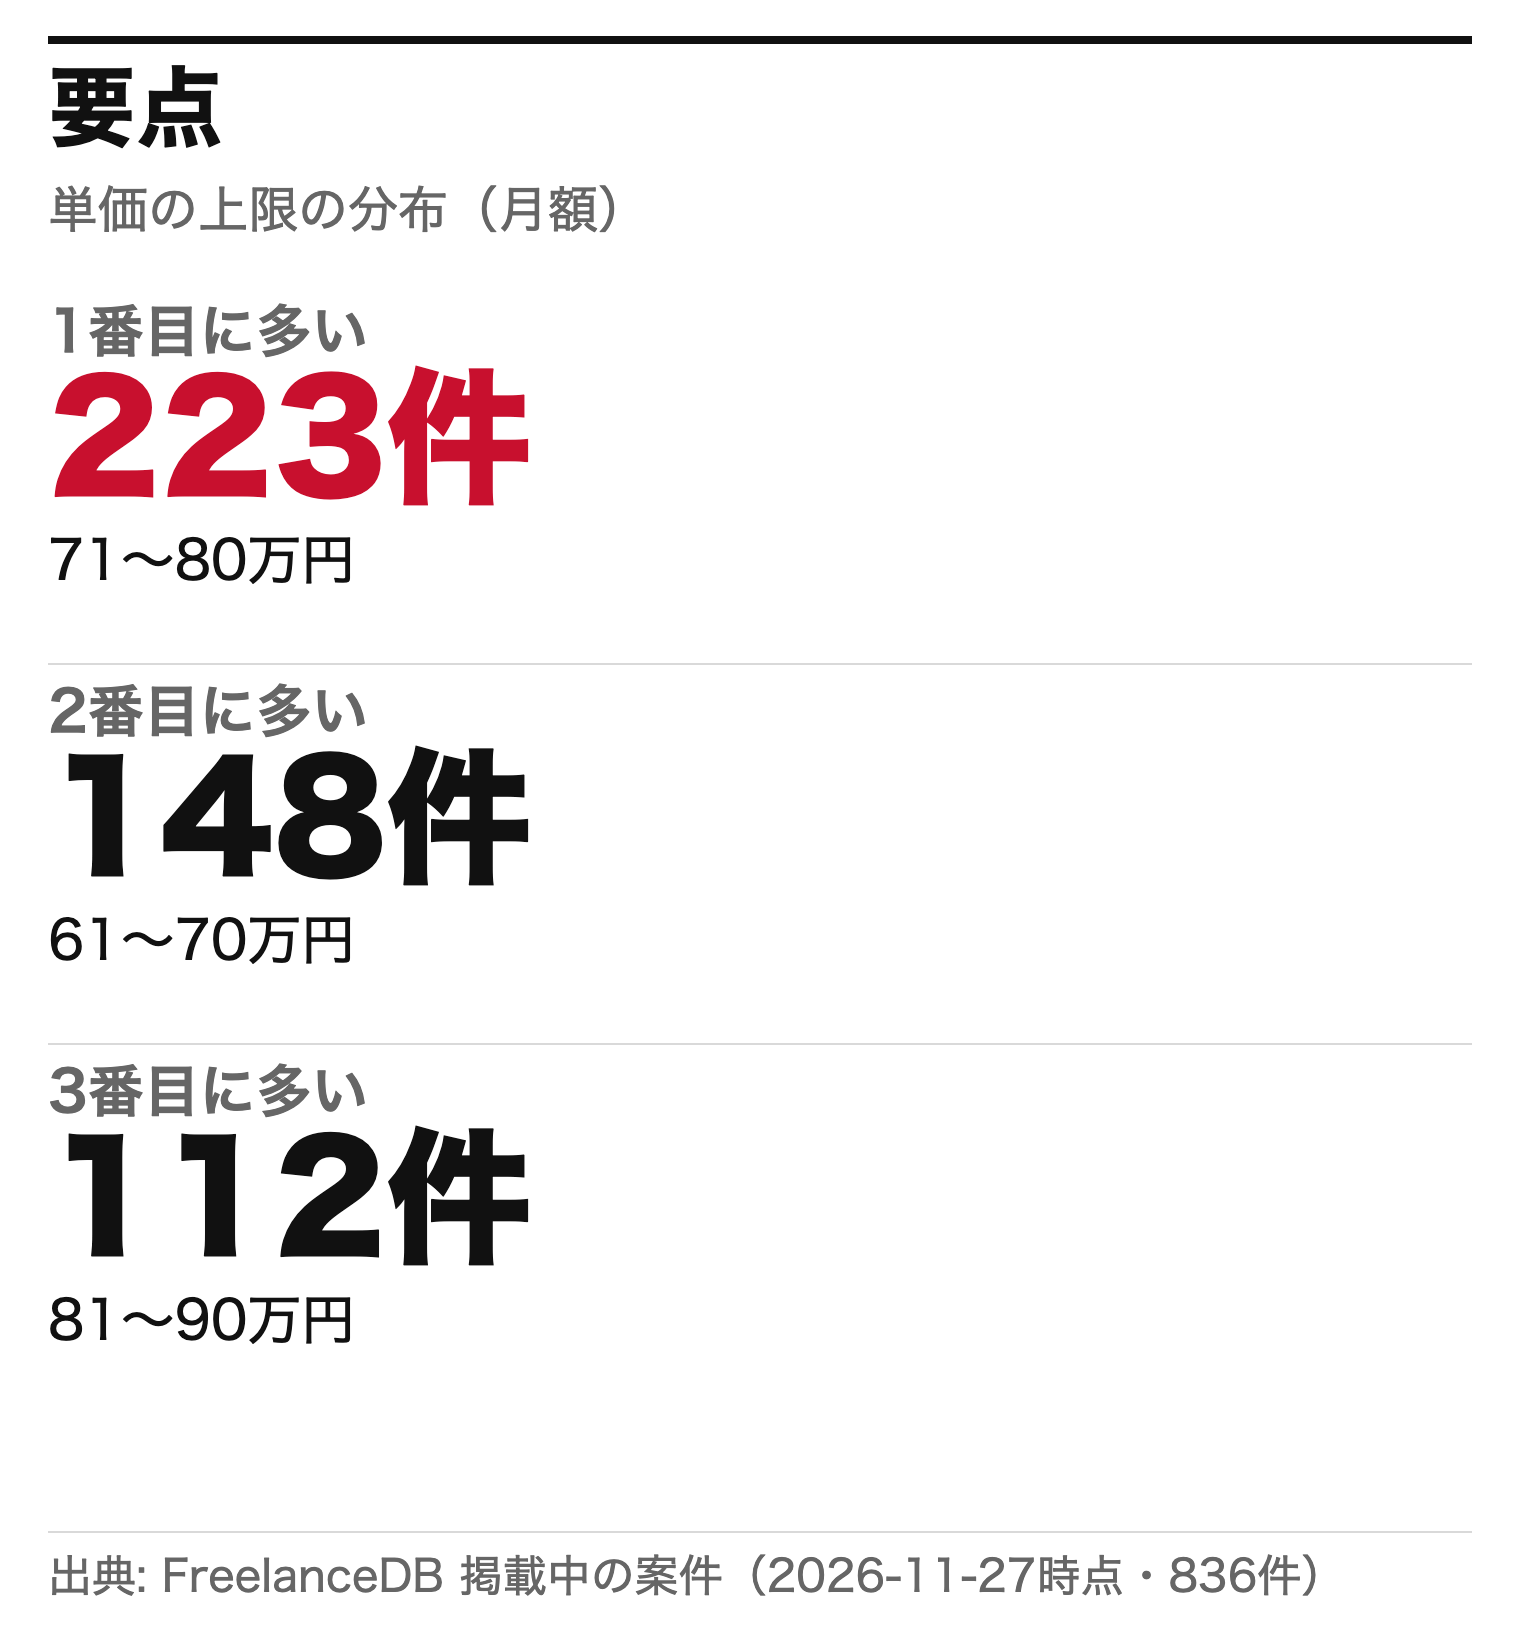 要点
単価の上限の分布（月額）
1番目に多い
223件
71〜80万円
2番目に多い
148件
61〜70万円
3番目に多い
112件
81〜90万円
出典: FreelanceDB 掲載中の案件（2026-11-27時点・836件）